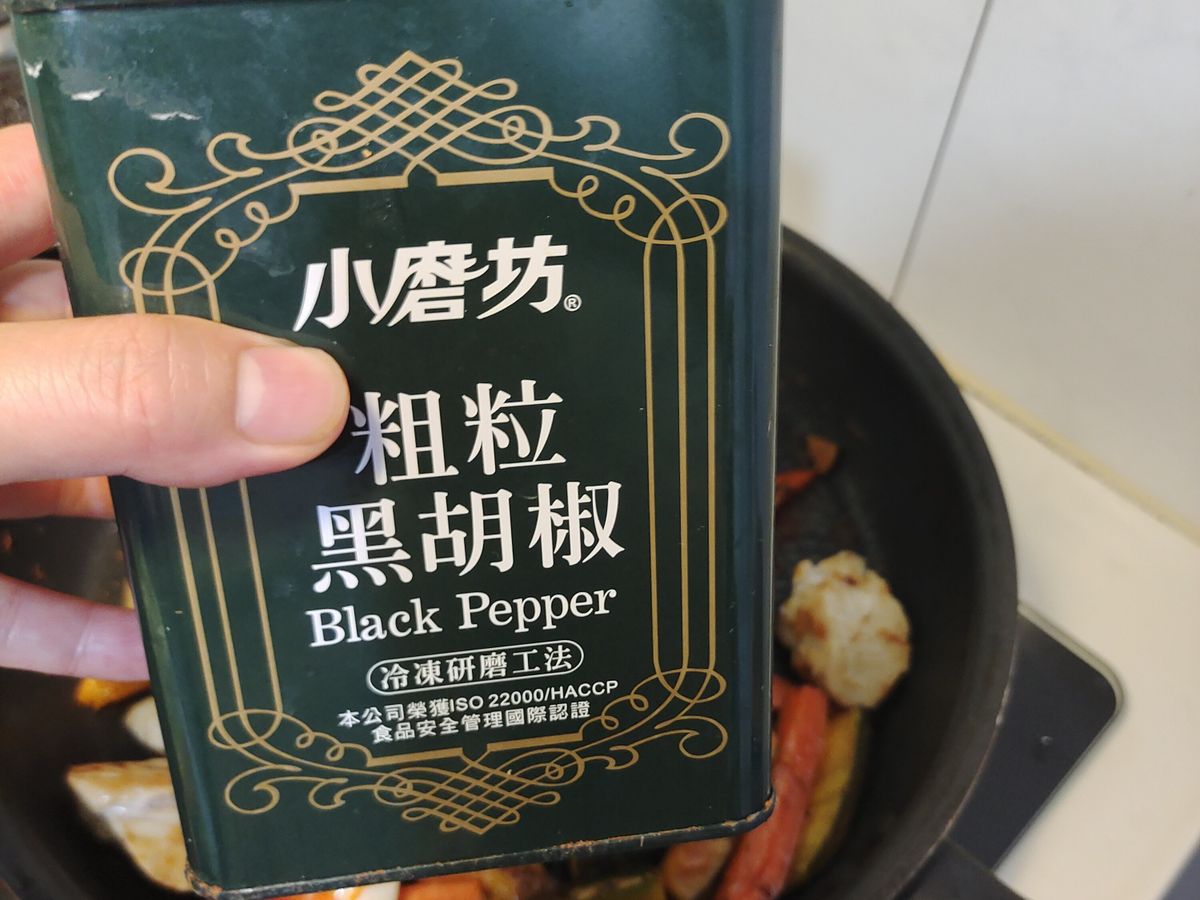 小磨坊®
粗粒
黑胡椒
Black Pepper
冷凍研磨工法
本公司榮獲ISO 22000/HACCP
食品安全管理國際認證